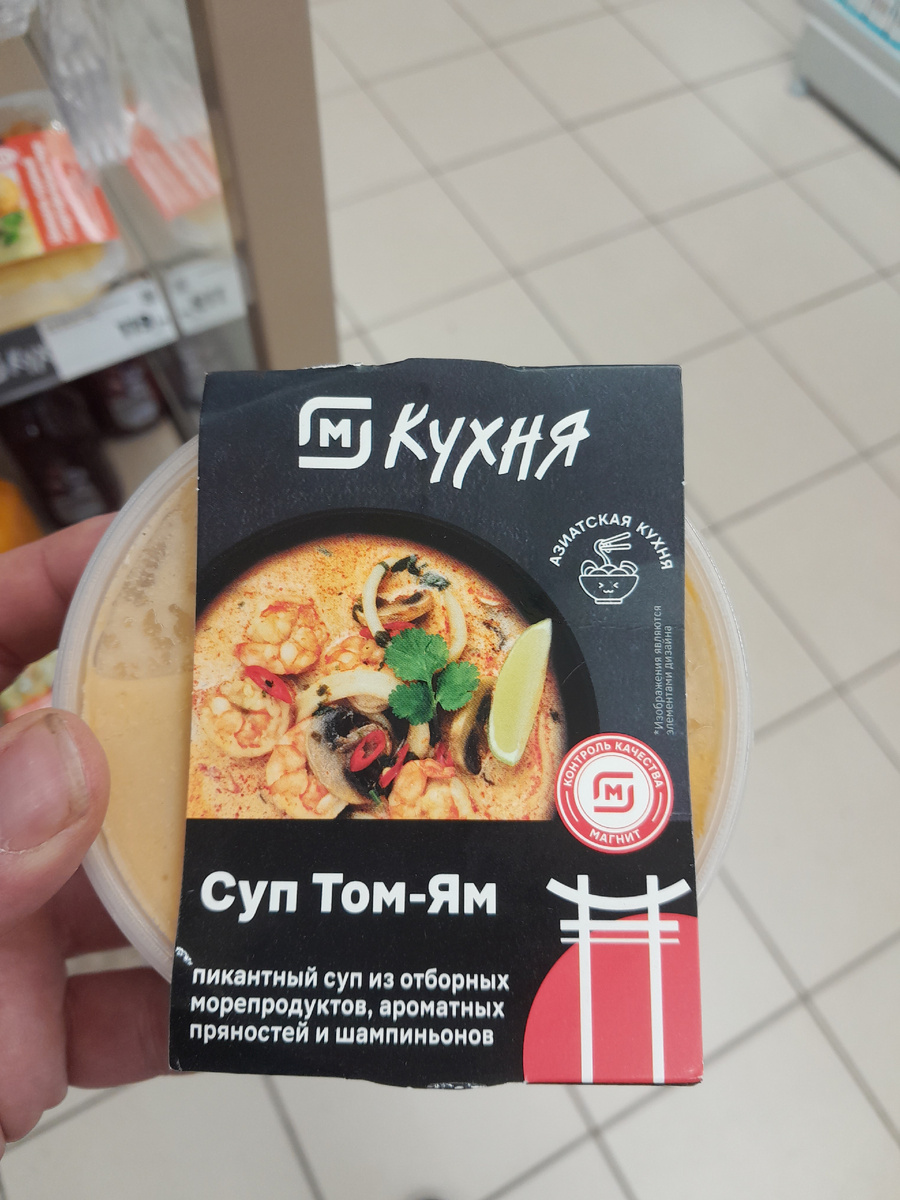 М Кухня
АЗИАТСКАЯ КУХНЯ
*Изображения являются
элементами дизайна
КОНТРОЛЬ КАЧЕСТВА
М
МАГНИТ
Суп Том-Ям
пикантный суп из отборных
морепродуктов, ароматных
пряностей и шампиньонов